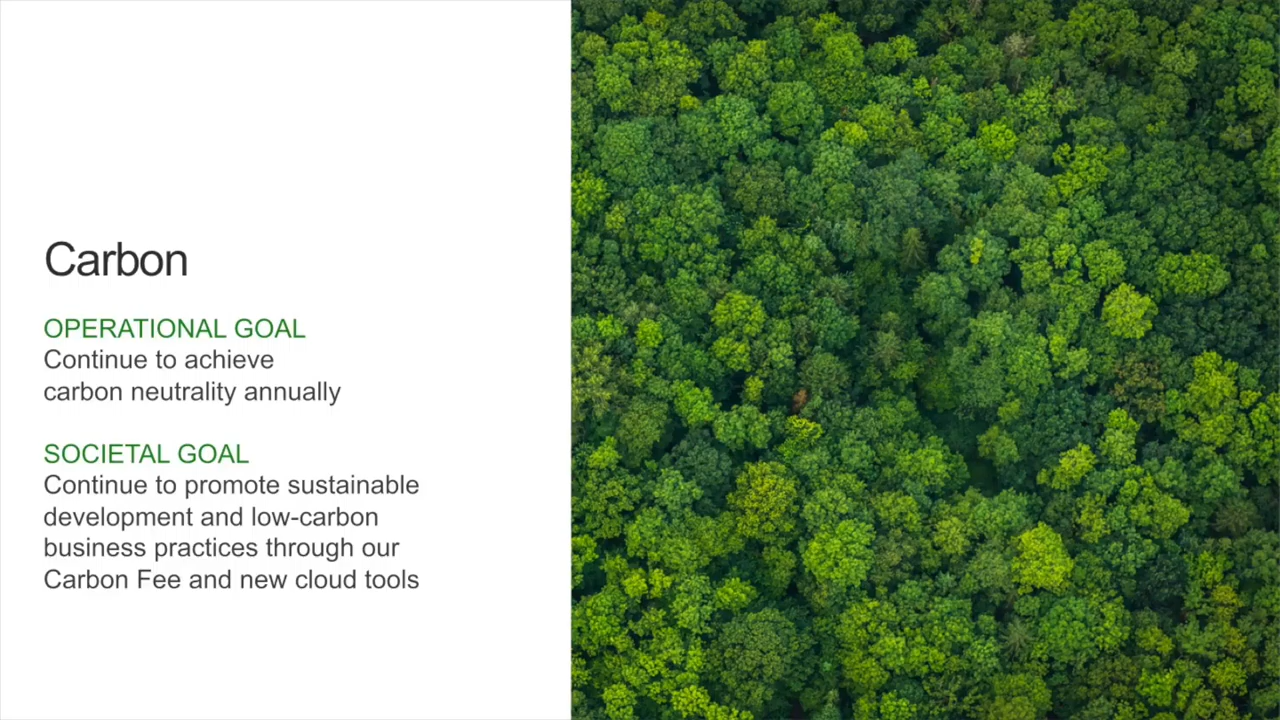 Carbon
OPERATIONAL GOAL
Continue to achieve
carbon neutrality annually
SOCIETAL GOAL
Continue to promote sustainable
development and low-carbon
business practices through our
Carbon Fee and new cloud tools